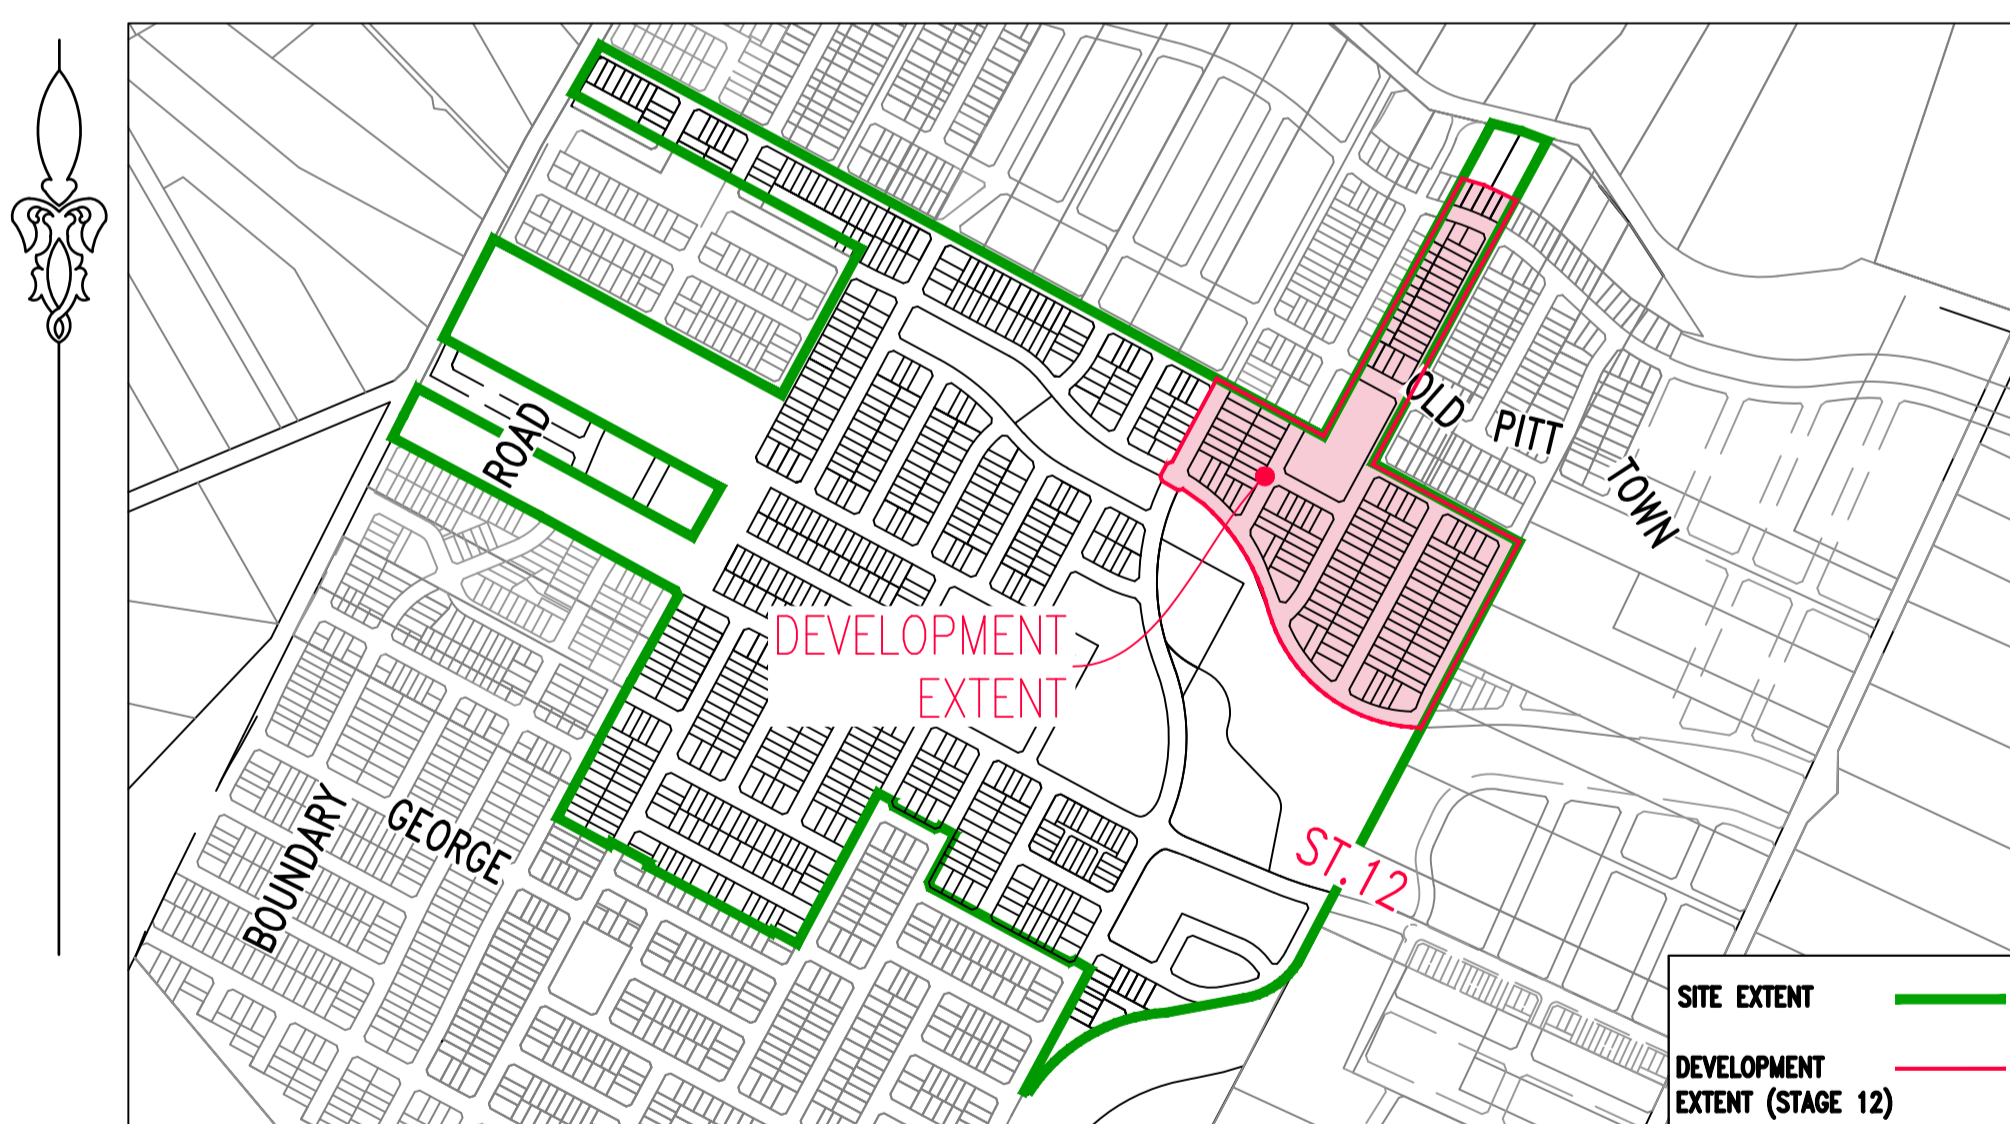 OLD PITT TOWN
ROAD
DEVELOPMENT
EXTENT
BOUNDARY
GEORGE
ST.12
SITE EXTENT
DEVELOPMENT
EXTENT (STAGE 12)